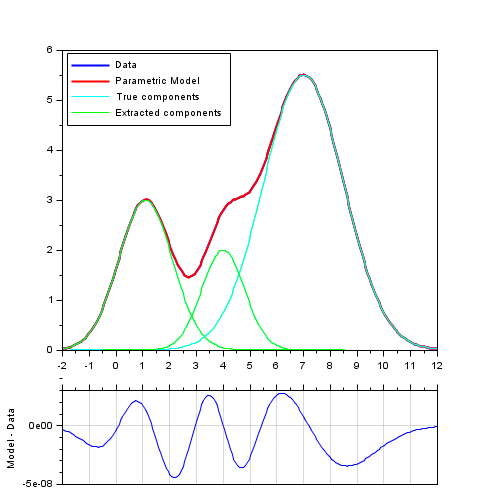 6
5
4
3
2
1
0
Data
Parametric Model
True components
Extracted components
-2 -1 0 1 2 3 4 5 6 7 8 9 10 11 12
Model - Data
0e00
-5e-08